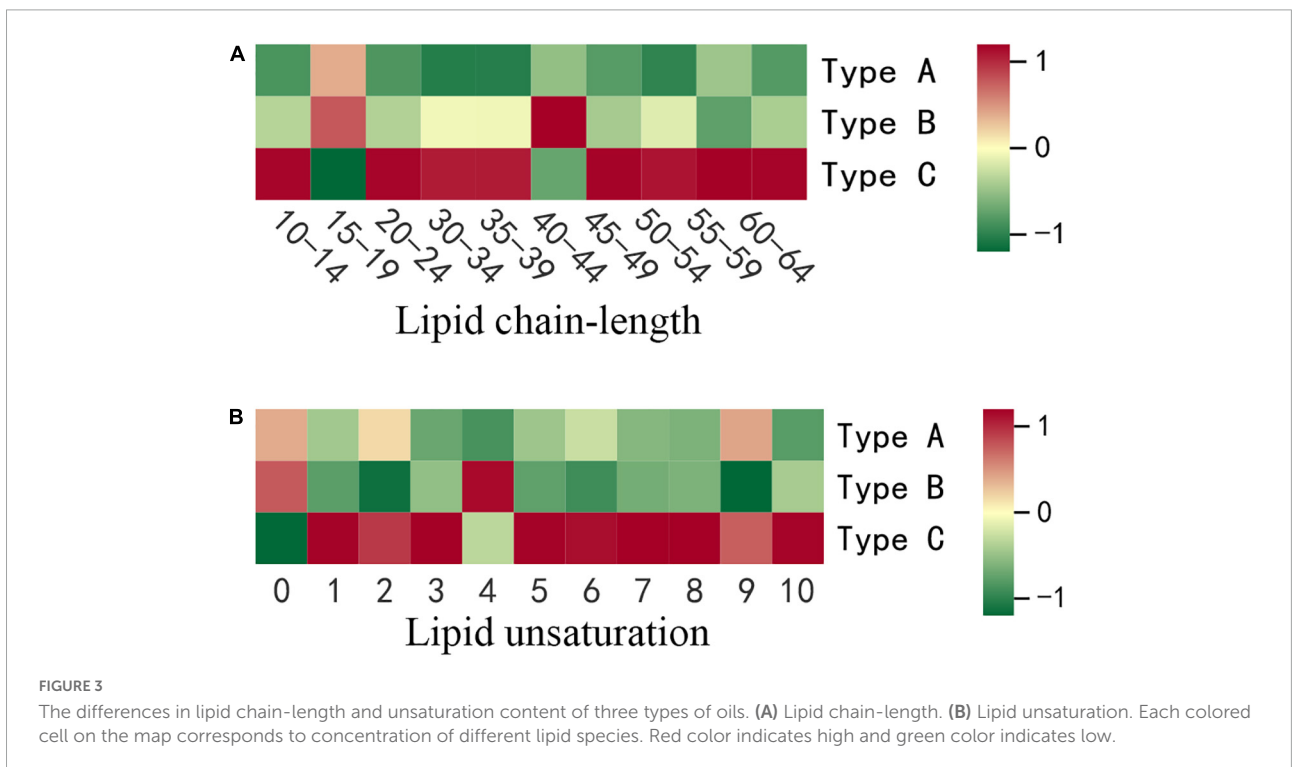 A
Type A
Type B
Type C
1
0
−1
10–14
15–19
20–24
30–34
35–39
40–44
45–49
50–54
55–59
60–64
Lipid chain-length
B
Type A
Type B
Type C
1
0
−1
0 1 2 3 4 5 6 7 8 9 10
Lipid unsaturation
FIGURE 3
The differences in lipid chain-length and unsaturation content of three types of oils. (A) Lipid chain-length. (B) Lipid unsaturation. Each colored
cell on the map corresponds to concentration of different lipid species. Red color indicates high and green color indicates low.